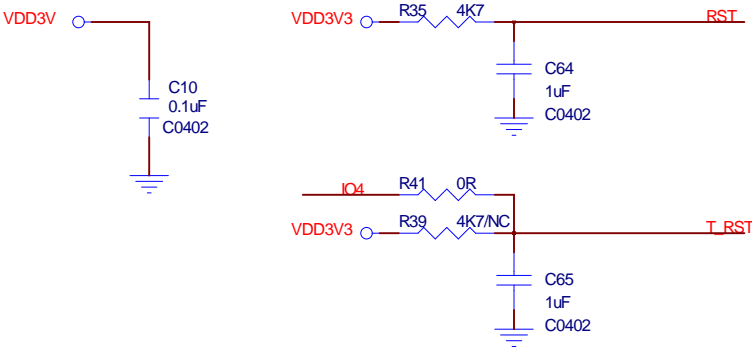 VDD3V
C10
0.1uF
C0402
VDD3V3
R35
4K7
RST
C64
1uF
C0402
IO4
R41
0R
VDD3V3
R39
4K7/NC
T_RST
C65
1uF
C0402